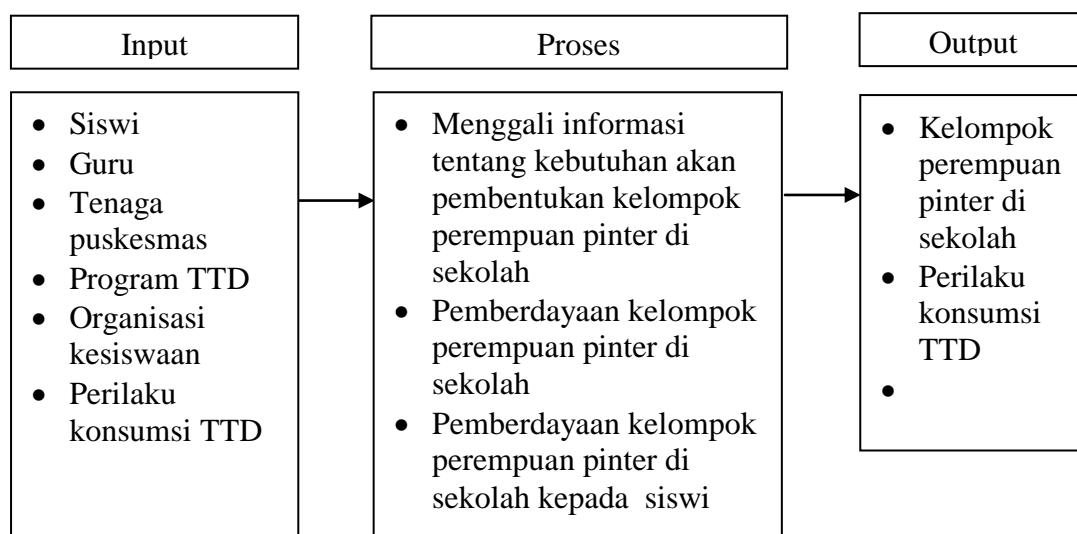 Input
Proses
Output
• Siswi
• Guru
• Tenaga
puskesmas
• Program TTD
• Organisasi
kesiswaan
• Perilaku
konsumsi TTD
• Menggali informasi
tentang kebutuhan akan
pembentukan kelompok
perempuan pinter di
sekolah
• Pemberdayaan kelompok
perempuan pinter di
sekolah
• Pemberdayaan kelompok
perempuan pinter di
sekolah kepada siswi
• Kelompok
perempuan
pinter di
sekolah
• Perilaku
konsumsi
TTD
•